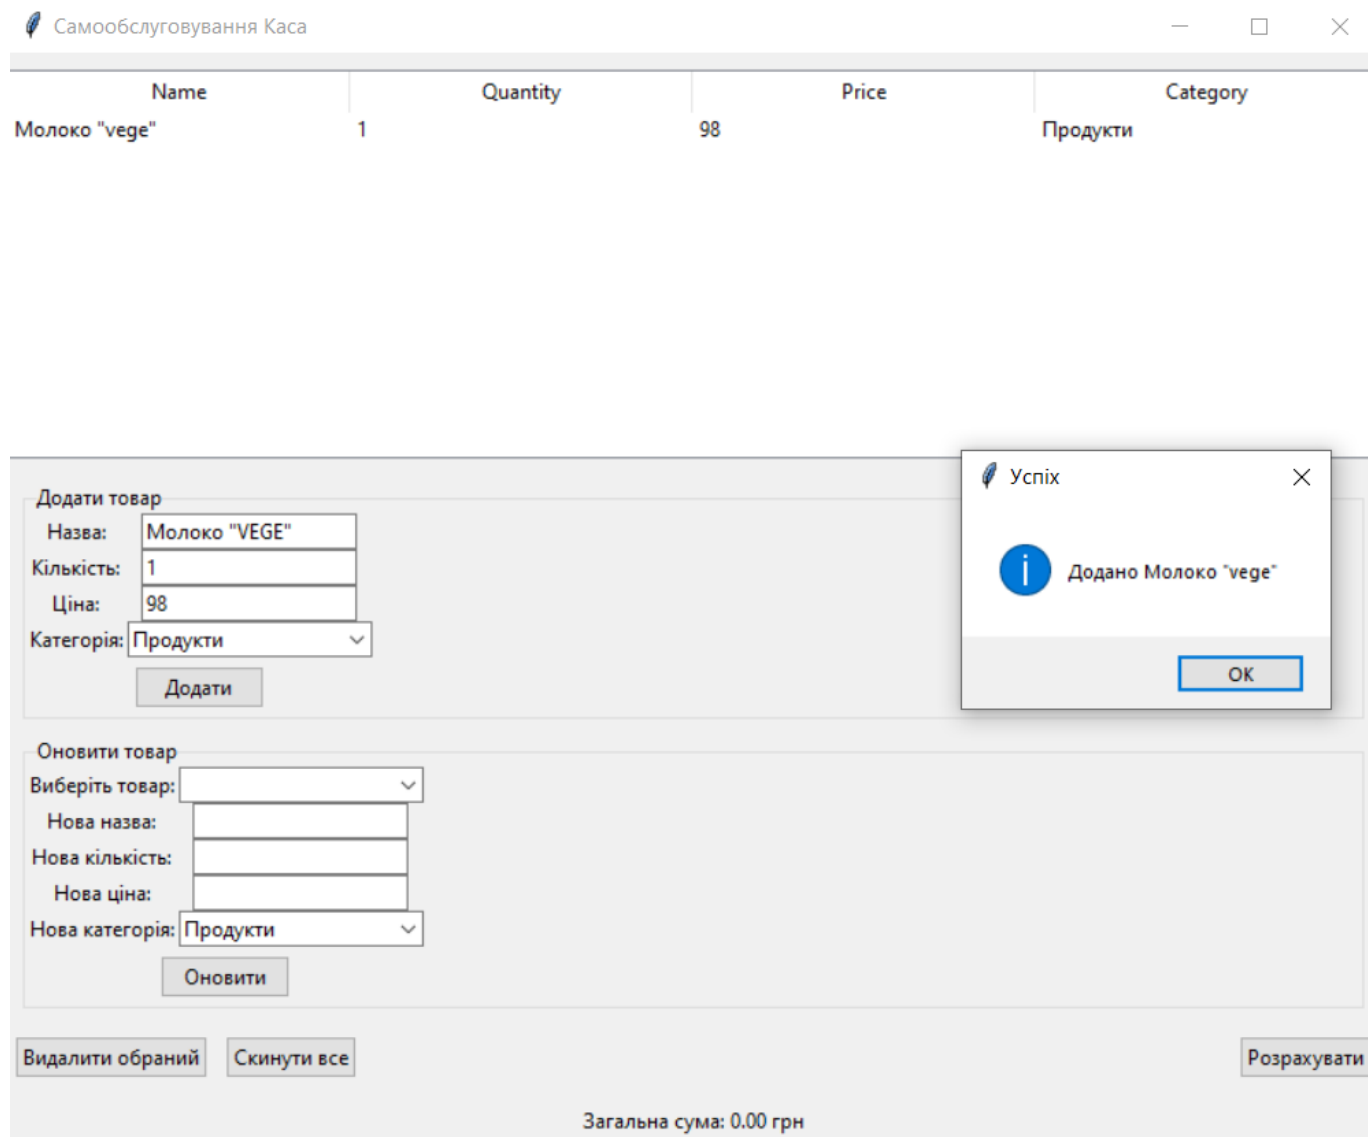 Самообслуговування Каса
Name Quantity Price Category
Молоко "vege" 1 98 Продукти
Успіх
Додано Молоко "vege"
OK
Додати товар
Назва: Молоко "VEGE"
Кількість: 1
Ціна: 98
Категорія: Продукти
Додати
Оновити товар
Виберіть товар:
Нова назва:
Нова кількість:
Нова ціна:
Нова категорія: Продукти
Оновити
Видалити обраний Скинути все Розрахувати
Загальна сума: 0.00 грн